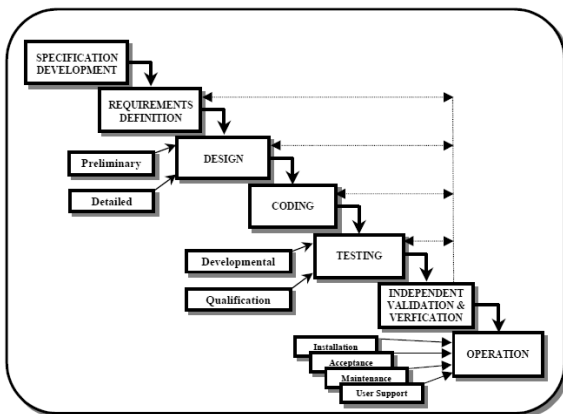 SPECIFICATION
DEVELOPMENT
REQUIREMENTS
DEFINITION
Preliminary
DESIGN
Detailed
CODING
Developmental
TESTING
Qualification
INDEPENDENT
VALIDATION &
VERFICATION
Installation
OPERATION
Acceptance
Maintenance
User Support